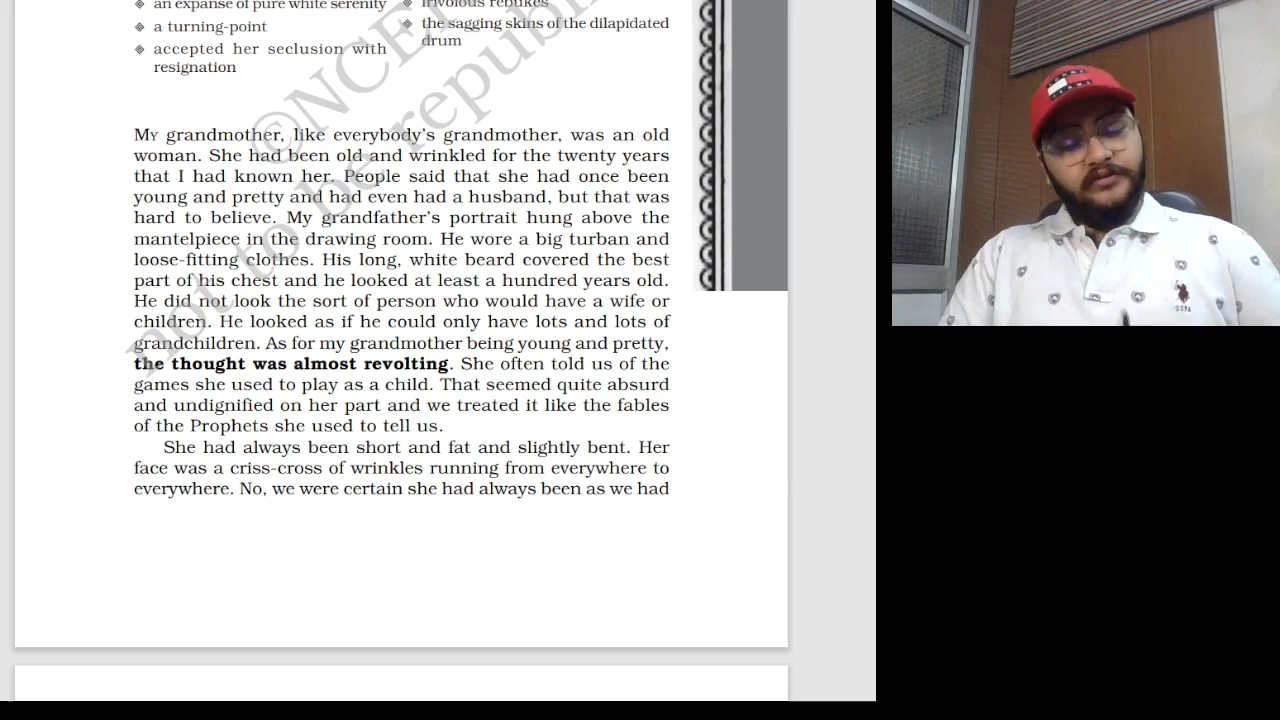 an expanse of pure white serenity
a turning-point
accepted her seclusion with
resignation
frivolous rebukes
the sagging skins of the dilapidated
drum
©NCE
not to be republi
My grandmother, like everybody's grandmother, was an old
woman. She had been old and wrinkled for the twenty years
that I had known her. People said that she had once been
young and pretty and had even had a husband, but that was
hard to believe. My grandfather's portrait hung above the
mantelpiece in the drawing room. He wore a big turban and
loose-fitting clothes. His long, white beard covered the best
part of his chest and he looked at least a hundred years old.
He did not look the sort of person who would have a wife or
children. He looked as if he could only have lots and lots of
grandchildren. As for my grandmother being young and pretty,
the thought was almost revolting. She often told us of the
games she used to play as a child. That seemed quite absurd
and undignified on her part and we treated it like the fables
of the Prophets she used to tell us.
She had always been short and fat and slightly bent. Her
face was a criss-cross of wrinkles running from everywhere to
everywhere. No, we were certain she had always been as we had